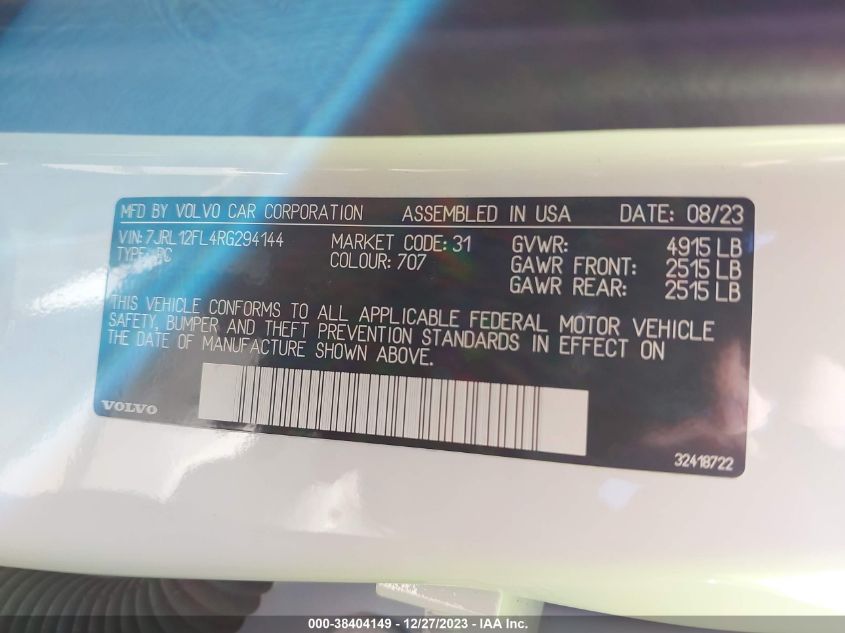 MFD BY VOLVO CAR CORPORATION ASSEMBLED IN USA DATE: 08/23
VIN: 7JRL12FL4RG294144 MARKET CODE: 31 GVWR: 4915 LB
TYPE: PC COLOUR: 707 GAWR FRONT: 2515 LB
GAWR REAR: 2515 LB
THIS VEHICLE CONFORMS TO ALL APPLICABLE FEDERAL MOTOR VEHICLE
SAFETY, BUMPER AND THEFT PREVENTION STANDARDS IN EFFECT ON
THE DATE OF MANUFACTURE SHOWN ABOVE.
VOLVO
32418722
000-38404149 — 12/27/2023 — IAA Inc.